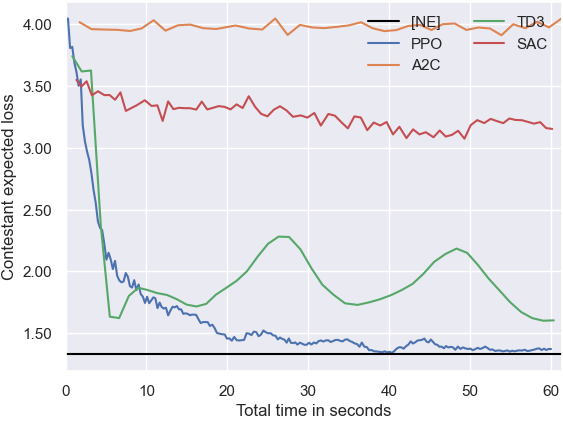 4.00
3.50
3.00
2.50
2.00
1.50
Contestant expected loss
[NE]
PPO
A2C
TD3
SAC
0 10 20 30 40 50 60
Total time in seconds